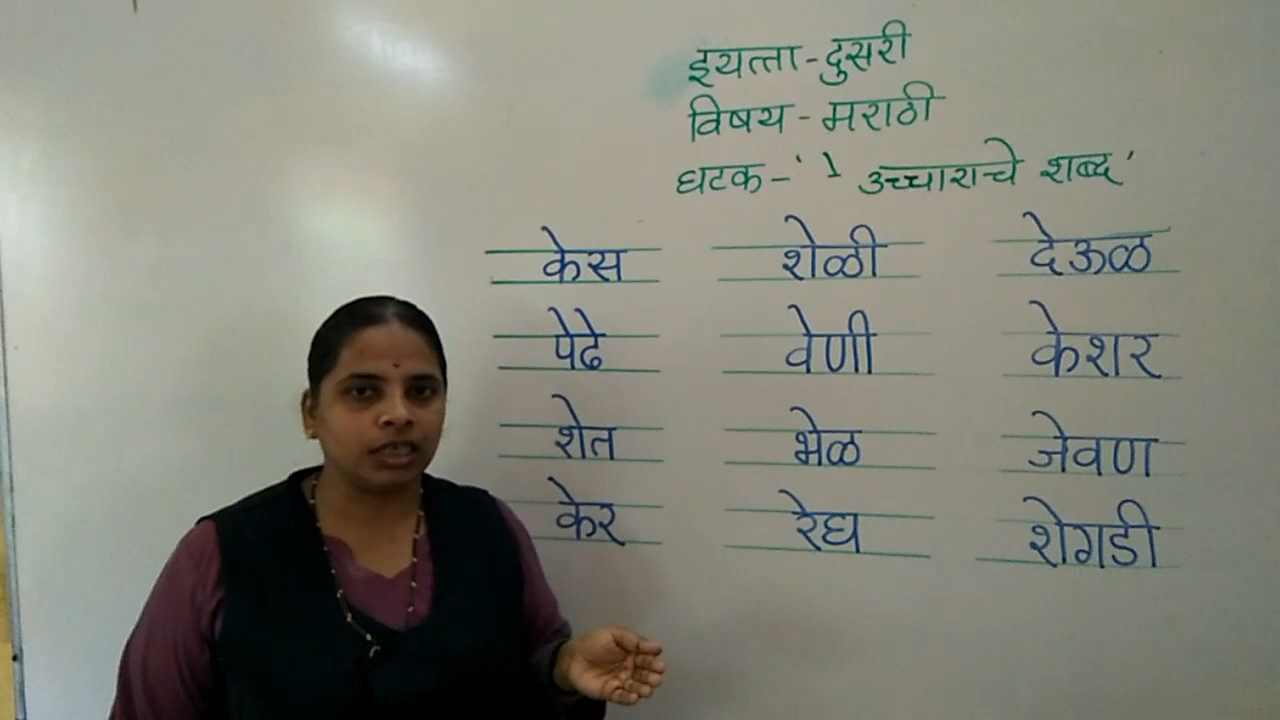 इयत्ता - दुसरी
विषय - मराठी
घटक - ' े उच्चाराचे शब्द '
केस शेळी देऊळ
पेढे वेणी केशर
शेत भेळ जेवण
केर रेघ शेगडी